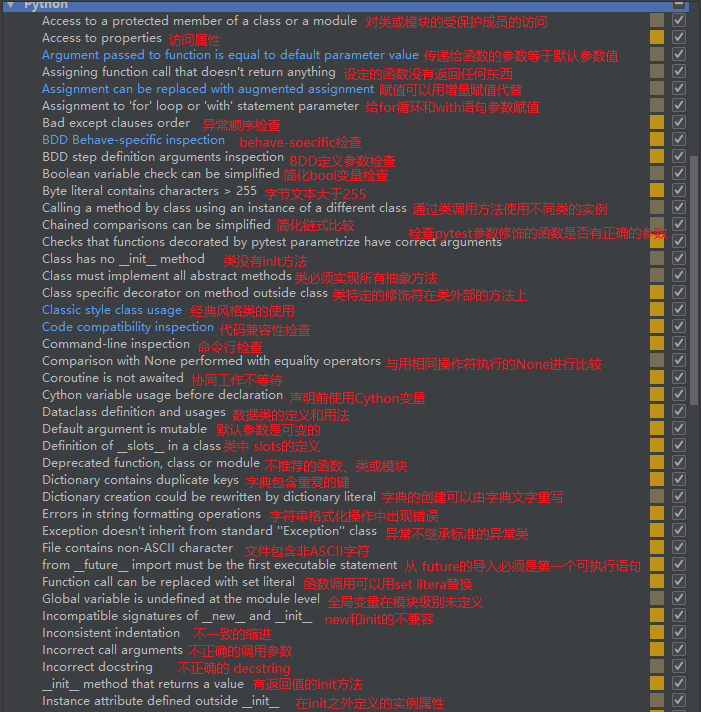 Python
Access to a protected member of a class or a module 对类或模块的受保护成员的访问
Access to properties 访问属性
Argument passed to function is equal to default parameter value 传递给函数的参数等于默认参数值
Assigning function call that doesn't return anything 设定的函数没有返回任何东西
Assignment can be replaced with augmented assignment 赋值可以用增量赋值代替
Assignment to 'for' loop or 'with' statement parameter 给for循环和with语句参数赋值
Bad except clauses order 异常顺序检查
BDD Behave-specific inspection behave-soecific检查
BDD step definition arguments inspection BDD定义参数检查
Boolean variable check can be simplified 简化bool变量检查
Byte literal contains characters > 255 字节文本大于255
Calling a method by class using an instance of a different class 通过类调用方法使用不同类的实例
Chained comparisons can be simplified 简化链式比较
Checks that functions decorated by pytest parametrize have correct arguments 检查pytest参数修饰的函数是否有正确的参数
Class has no __init__ method 类没有init方法
Class must implement all abstract methods 类必须实现所有抽象方法
Class specific decorator on method outside class 类特定的修饰符在类外部的方法上
Classic style class usage 经典风格类的使用
Code compatibility inspection 代码兼容性检查
Command-line inspection 命令行检查
Comparison with None performed with equality operators 与用相同操作符执行的None进行比较
Coroutine is not awaited 协同工作不等待
Cython variable usage before declaration 声明前使用Cython变量
Dataclass definition and usages 数据类的定义和用法
Default argument is mutable 默认参数是可变的
Definition of __slots__ in a class 类中 slots的定义
Deprecated function, class or module 不推荐的函数、类或模块
Dictionary contains duplicate keys 字典包含重复的键
Dictionary creation could be rewritten by dictionary literal 字典的创建可以由字典文字重写
Errors in string formatting operations 字符串格式化操作中出现错误
Exception doesn't inherit from standard ''Exception'' class 异常不继承标准的异常类
File contains non-ASCII character 文件包含非ASCII字符
from __future__ import must be the first executable statement 从 future的导入必须是第一个可执行语句
Function call can be replaced with set literal 函数调用可以用set litera替换
Global variable is undefined at the module level 全局变量在模块级别未定义
Incompatible signatures of __new__ and __init__ new和init的不兼容
Inconsistent indentation 不一致的缩进
Incorrect call arguments 不正确的调用参数
Incorrect docstring 不正确的 decstring
__init__ method that returns a value 有返回值的init方法
Instance attribute defined outside __init__ 在init之外定义的实例属性